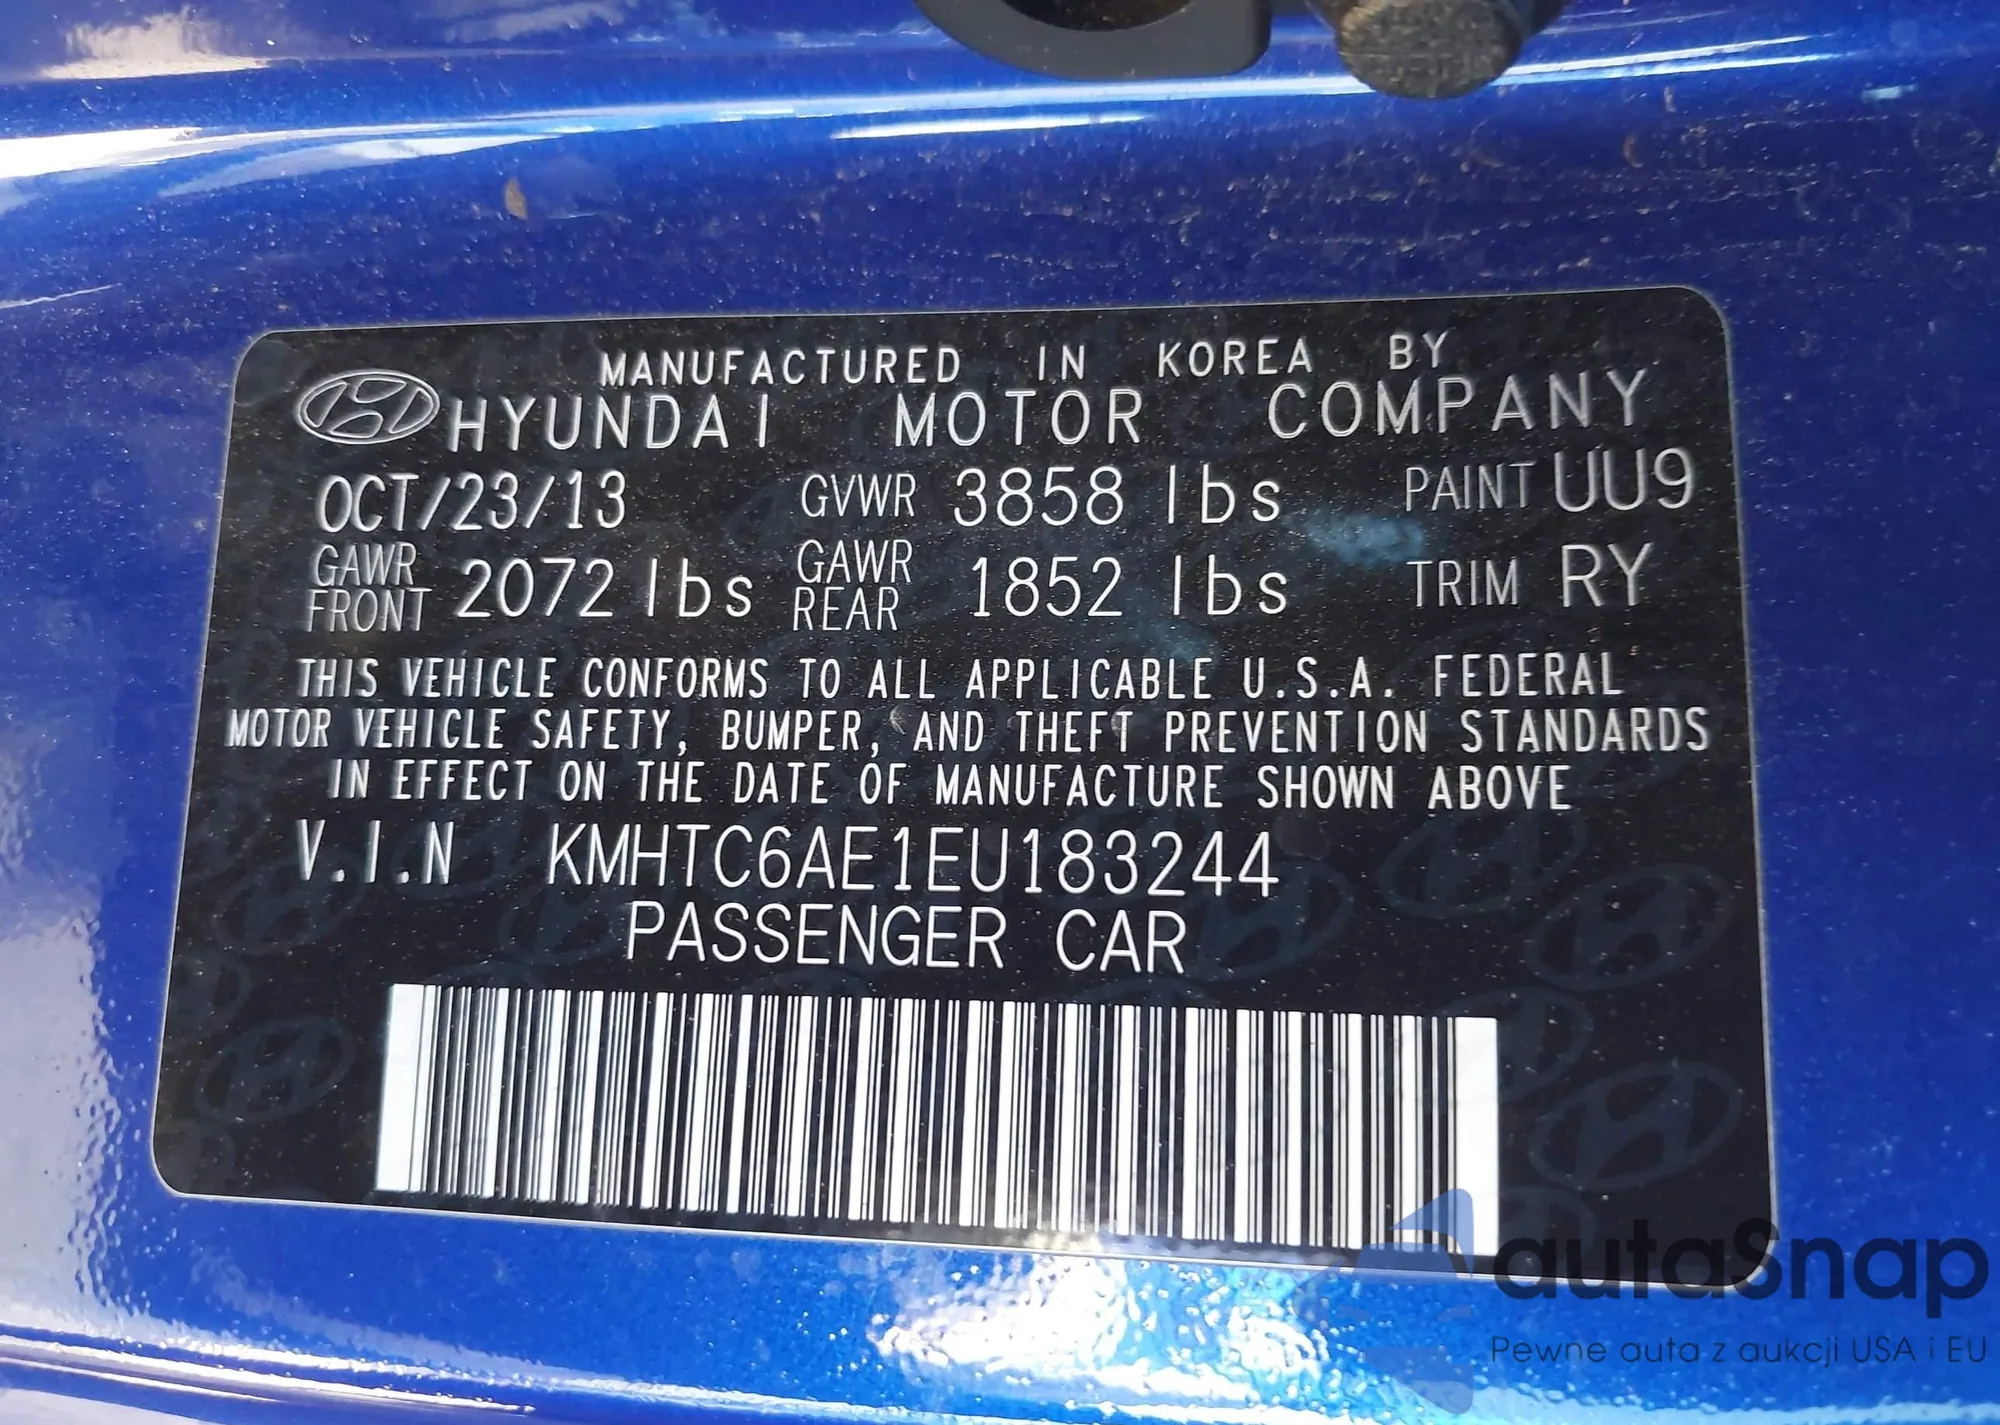 MANUFACTURED IN KOREA BY
HYUNDAI MOTOR COMPANY
OCT/23/13 GVWR 3858 lbs PAINT UU9
GAWR FRONT 2072 lbs GAWR REAR 1852 lbs TRIM RY
THIS VEHICLE CONFORMS TO ALL APPLICABLE U.S.A. FEDERAL
MOTOR VEHICLE SAFETY, BUMPER, AND THEFT PREVENTION STANDARDS
IN EFFECT ON THE DATE OF MANUFACTURE SHOWN ABOVE
V.I.N KMHTC6AE1EU183244
PASSENGER CAR
autaSnap
Pewne auta z aukcji USA i EU